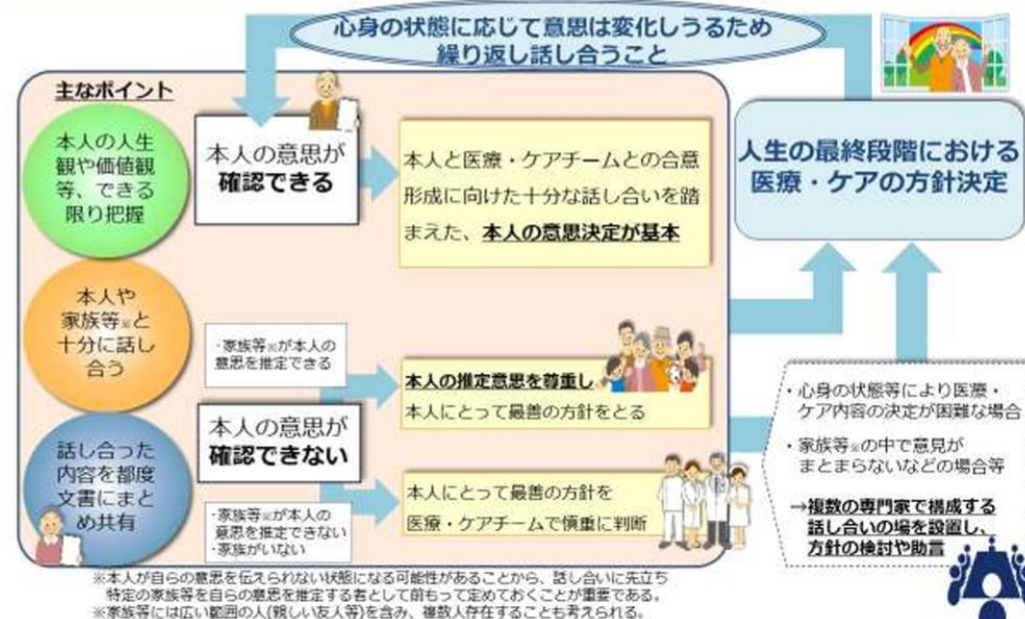 心身の状態に応じて意思は変化しうるため
繰り返し話し合うこと
主なポイント
本人の人生
観や価値観
等、できる
限り把握
本人や
家族等※と
十分に話し
合う
話し合った
内容を都度
文書にまと
め共有
本人の意思が
確認できる
本人と医療・ケアチームとの合意
形成に向けた十分な話し合いを踏
まえた、本人の意思決定が基本
・家族等※が本人の
意思を推定できる
本人の意思が
確認できない
・家族等※が本人の
意思を推定できない
・家族がいない
本人の推定意思を尊重し、
本人にとって最善の方針をとる
本人にとって最善の方針を
医療・ケアチームで慎重に判断
人生の最終段階における
医療・ケアの方針決定
・心身の状態等により医療・
ケア内容の決定が困難な場合
・家族等※の中で意見が
まとまらないなどの場合等
→複数の専門家で構成する
話し合いの場を設置し、
方針の検討や助言
※本人が自らの意思を伝えられない状態になる可能性があることから、話し合いに先立ち
特定の家族等を自らの意思を推定する者として前もって定めておくことが重要である。
※家族等には広い範囲の人(親しい友人等)を含み、複数人存在することも考えられる。